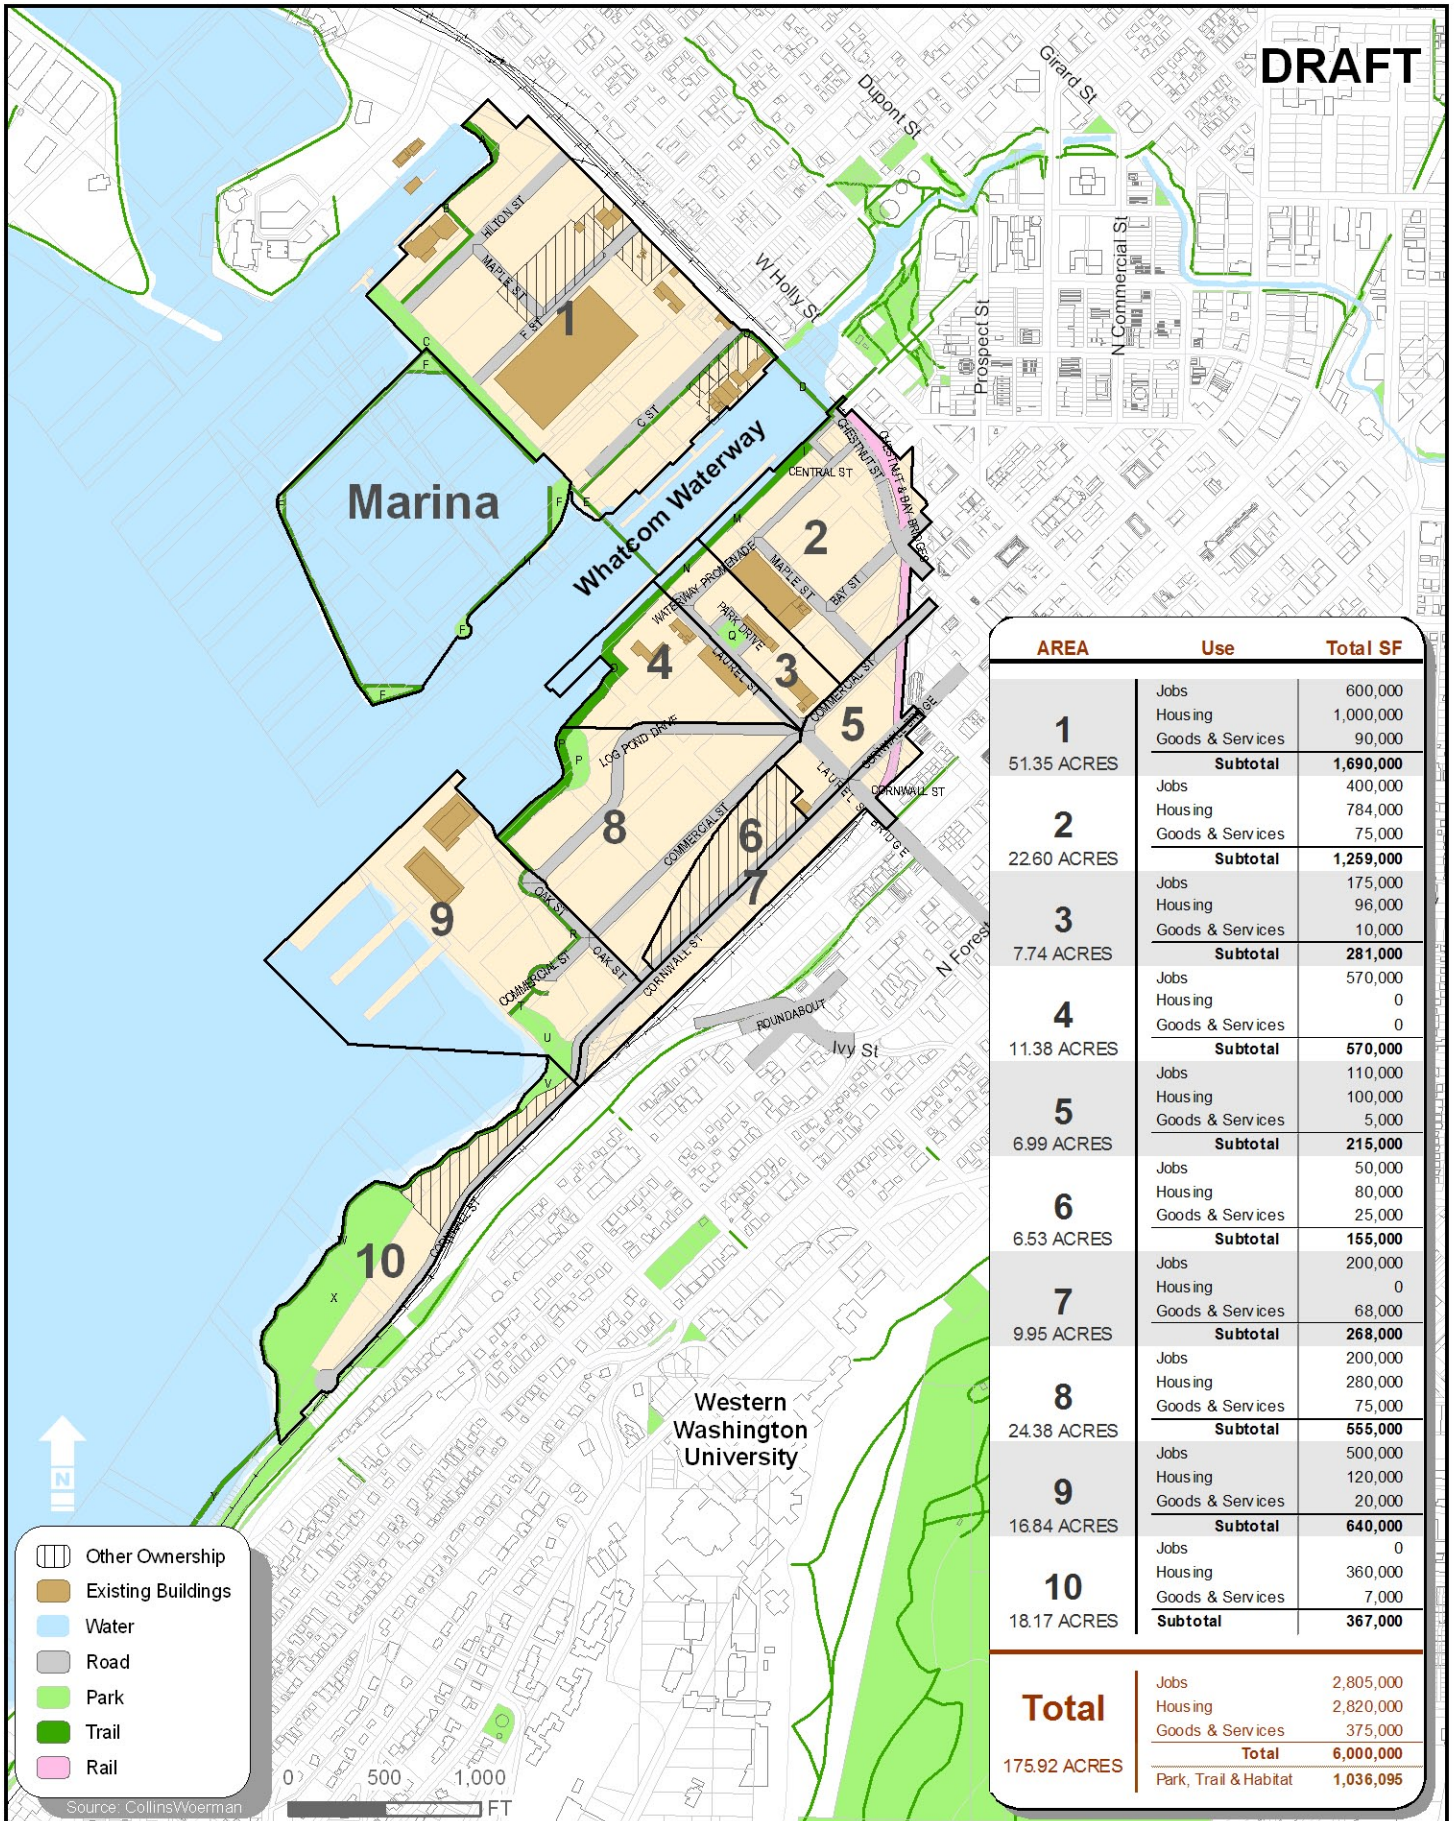 DRAFT
Girard St
Dupont St
W Holly St
Prospect St
N Commercial St
HILTON ST
MAPLE ST
F ST
1
C ST
C
F
D
E
F
F
F
Marina
Whatcom Waterway
CHESTNUT ST
CHESTNUT & BAY BRIDGES
CENTRAL ST
2
M
N
MAPLE ST
BAY ST
WATERWAY PROMENADE
PARK DRIVE
Q
LAUREL ST
4
3
COMMERCIAL ST
5
CORNWALL BRIDGE
LOG POND DRIVE
P
P
LAUREL ST BRIDGE
CORNWALL ST
8
COMMERCIAL ST
6
7
9
OAK ST
R
OAK ST
COMMERCIAL ST
CORNWALL ST
T
U
V
N Forest
ROUNDABOUT
Ivy St
10
CORNWALL ST
X
Western
Washington
University
N
AREA Use Total SF
1
51.35 ACRES
Jobs 600,000
Housing 1,000,000
Goods & Services 90,000
Subtotal 1,690,000
2
22.60 ACRES
Jobs 400,000
Housing 784,000
Goods & Services 75,000
Subtotal 1,259,000
3
7.74 ACRES
Jobs 175,000
Housing 96,000
Goods & Services 10,000
Subtotal 281,000
4
11.38 ACRES
Jobs 570,000
Housing 0
Goods & Services 0
Subtotal 570,000
5
6.99 ACRES
Jobs 110,000
Housing 100,000
Goods & Services 5,000
Subtotal 215,000
6
6.53 ACRES
Jobs 50,000
Housing 80,000
Goods & Services 25,000
Subtotal 155,000
7
9.95 ACRES
Jobs 200,000
Housing 0
Goods & Services 68,000
Subtotal 268,000
8
24.38 ACRES
Jobs 200,000
Housing 280,000
Goods & Services 75,000
Subtotal 555,000
9
16.84 ACRES
Jobs 500,000
Housing 120,000
Goods & Services 20,000
Subtotal 640,000
10
18.17 ACRES
Jobs 0
Housing 360,000
Goods & Services 7,000
Subtotal 367,000
Total
175.92 ACRES
Jobs 2,805,000
Housing 2,820,000
Goods & Services 375,000
Total 6,000,000
Park, Trail & Habitat 1,036,095
Other Ownership
Existing Buildings
Water
Road
Park
Trail
Rail
Source: CollinsWoerman
0 500 1,000
FT